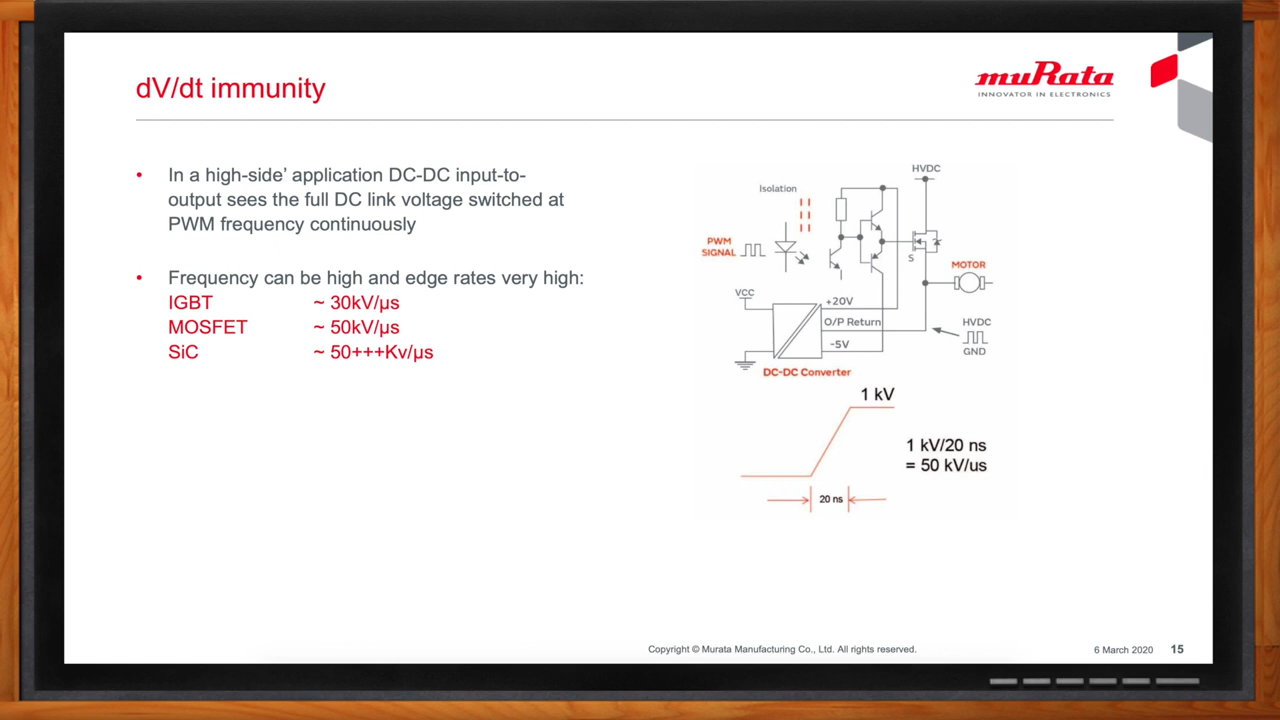 dV/dt immunity
muRata
INNOVATOR IN ELECTRONICS
• In a high-side’ application DC-DC input-to-
output sees the full DC link voltage switched at
PWM frequency continuously
• Frequency can be high and edge rates very high:
IGBT ~ 30kV/µs
MOSFET ~ 50kV/µs
SiC ~ 50+++Kv/µs
HVDC
Isolation
PWM
SIGNAL
S
MOTOR
VCC
+20V
O/P Return
-5V
HVDC
GND
DC-DC Converter
1 kV
1 kV/20 ns
= 50 kV/us
20 ns
Copyright © Murata Manufacturing Co., Ltd. All rights reserved.
6 March 2020 15